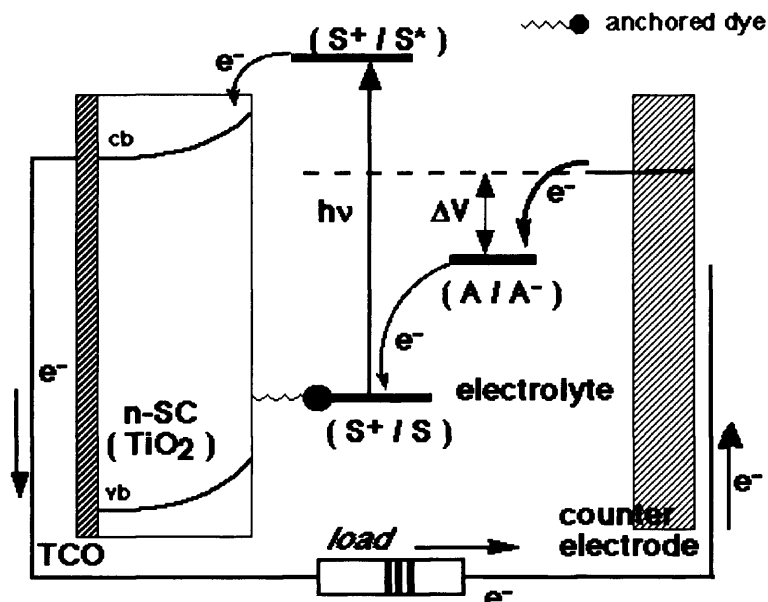 anchored dye
( S⁺ / S* )
e⁻
cb
hν
ΔV
e⁻
( A / A⁻ )
e⁻
e⁻
electrolyte
n-SC
( TiO₂ )
( S⁺ / S )
vb
e⁻
TCO
load
counter
electrode
e⁻